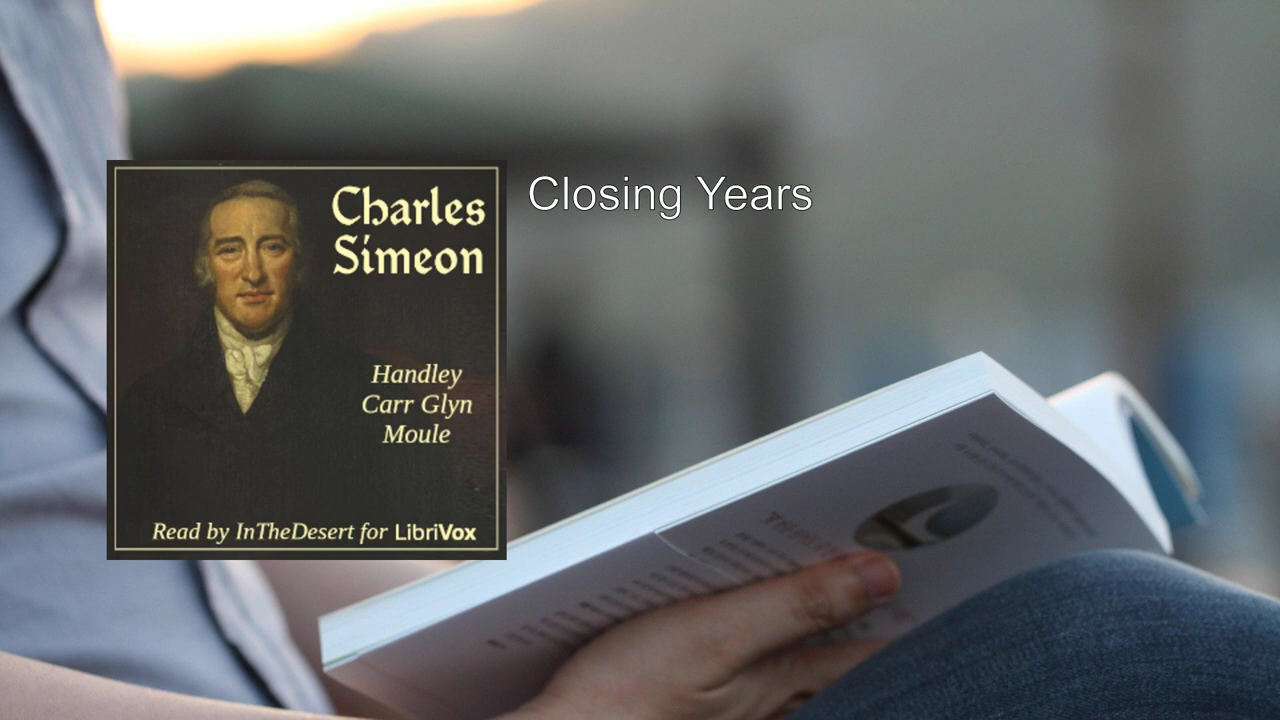 Charles
Simeon
Closing Years
Handley
Carr Glyn
Moule
Read by InTheDesert for LibriVox